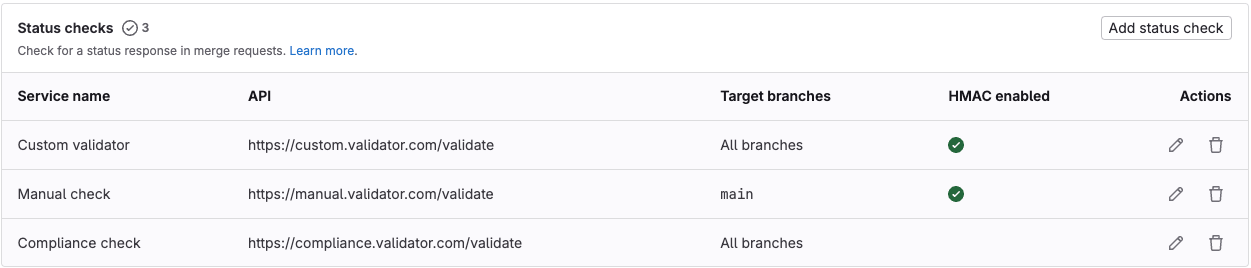 Status checks 3
Add status check
Check for a status response in merge requests. Learn more.
Service name API Target branches HMAC enabled Actions
Custom validator https://custom.validator.com/validate All branches
Manual check https://manual.validator.com/validate main
Compliance check https://compliance.validator.com/validate All branches